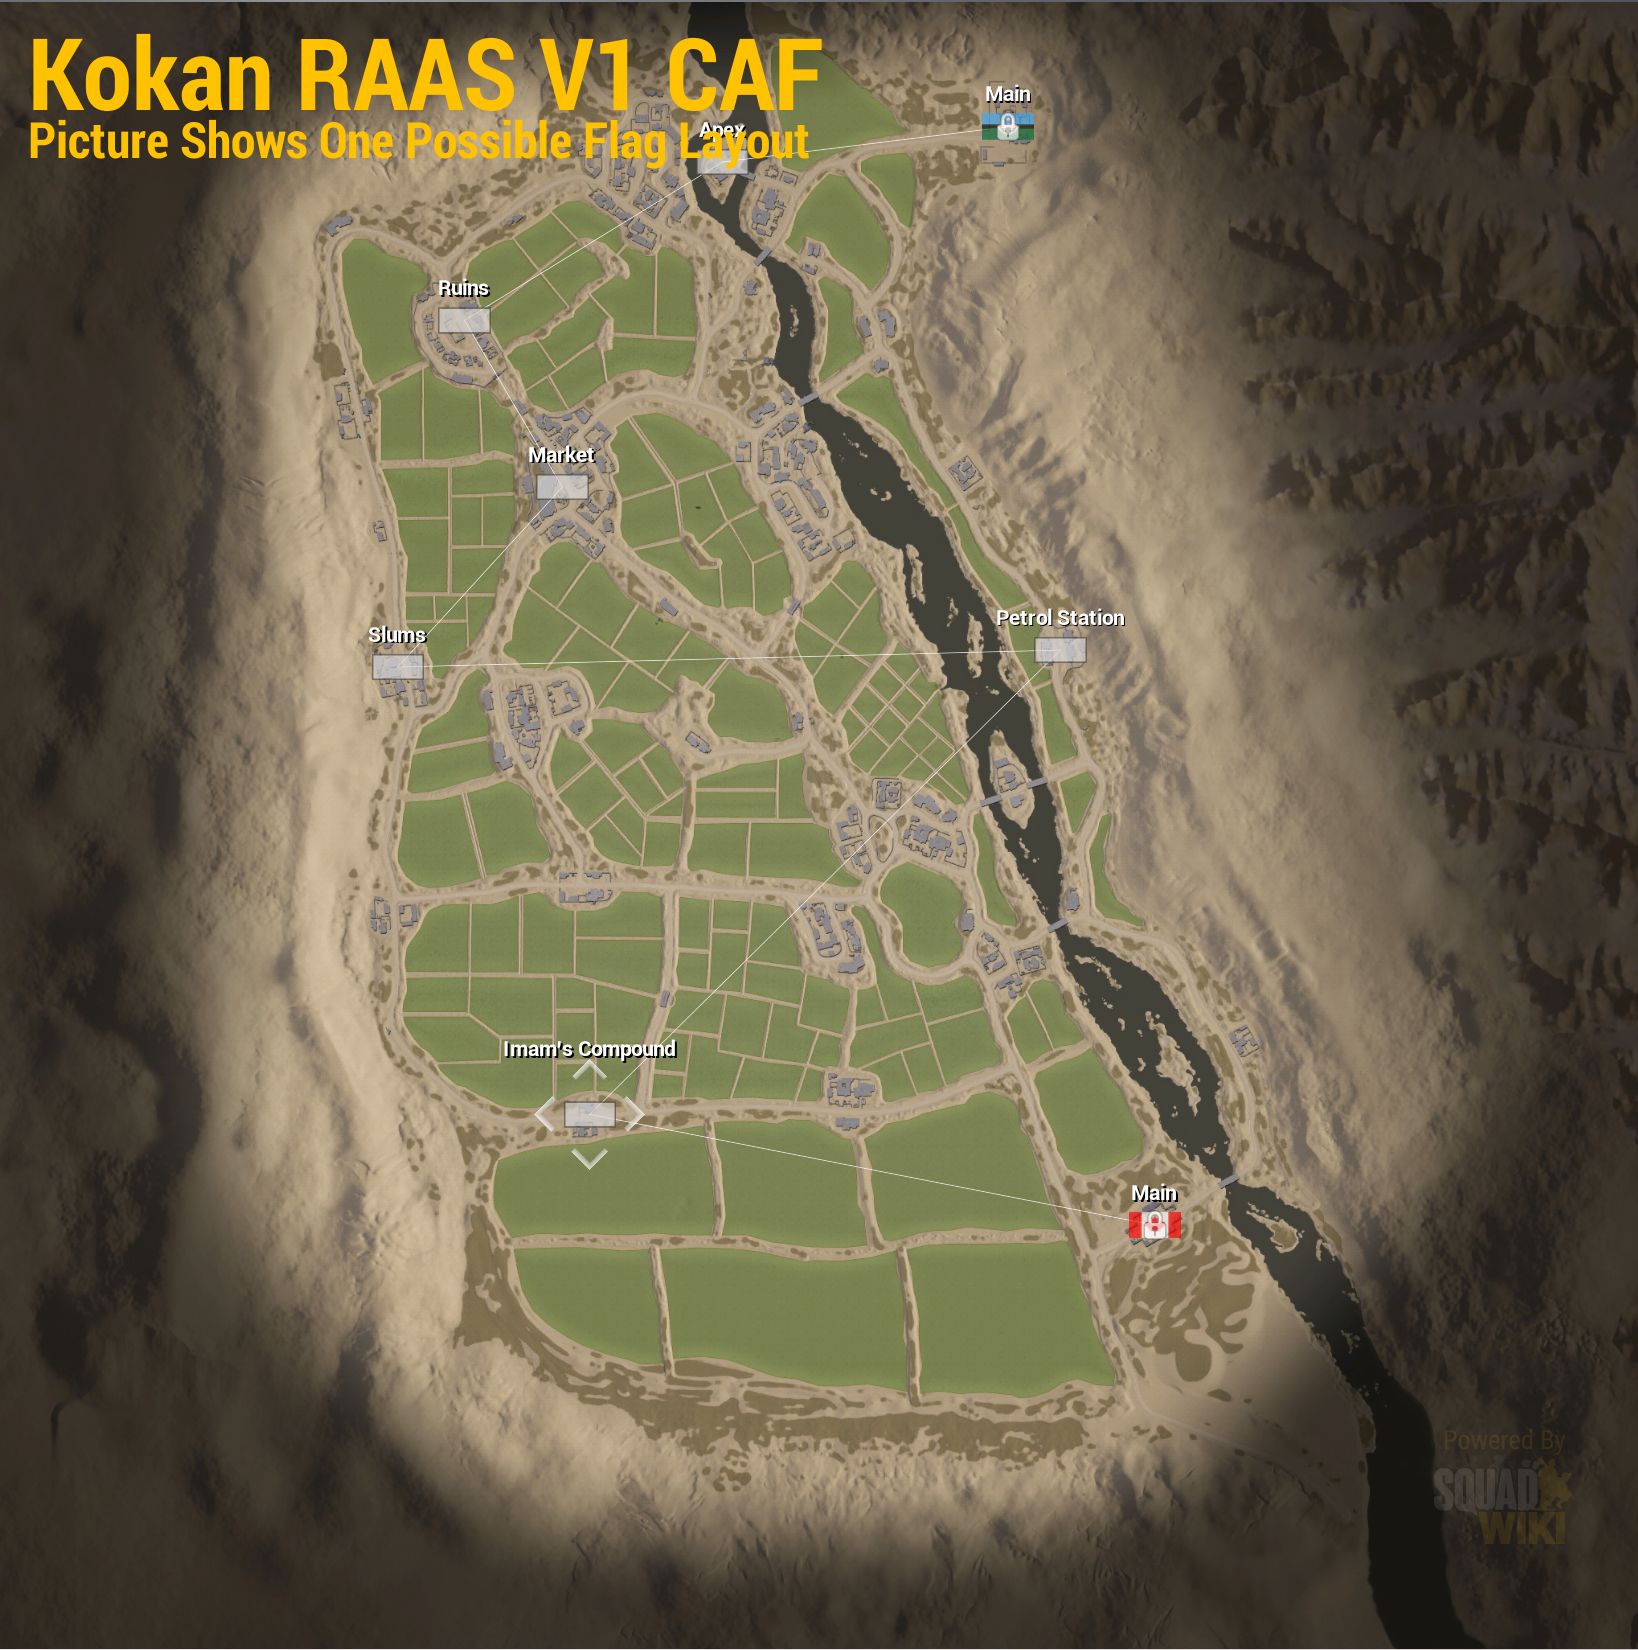 Kokan RAAS V1 CAF
Picture Shows One Possible Flag Layout
Main
Apex
Ruins
Market
Petrol Station
Slums
Imam's Compound
Main
Powered By
SQUAD
WIKI